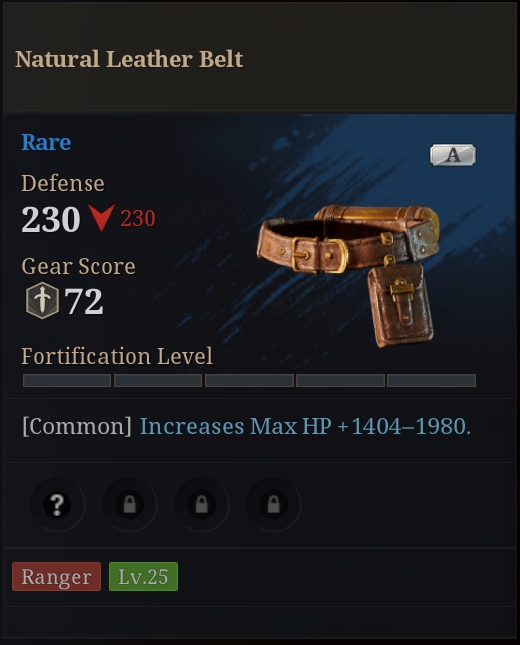 Natural Leather Belt
Rare
A
Defense
230 230
Gear Score
72
Fortification Level
[Common] Increases Max HP +1404–1980.
?
Ranger Lv.25